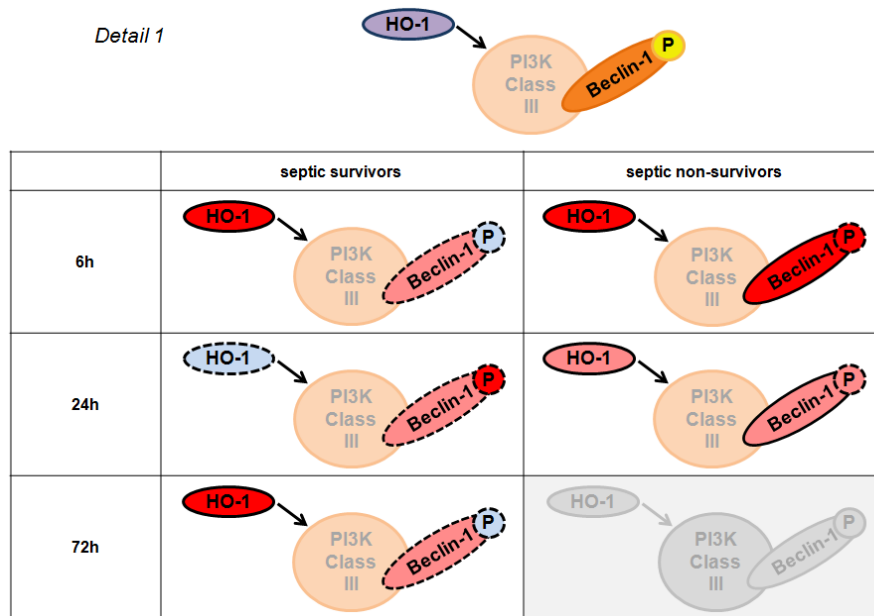 Detail 1
HO-1
PI3K
Class
III
Beclin-1
P
septic survivors
septic non-survivors
6h
HO-1
PI3K
Class
III
Beclin-1
P
HO-1
PI3K
Class
III
Beclin-1
P
24h
HO-1
PI3K
Class
III
Beclin-1
P
HO-1
PI3K
Class
III
Beclin-1
P
72h
HO-1
PI3K
Class
III
Beclin-1
P
HO-1
PI3K
Class
III
Beclin-1
P